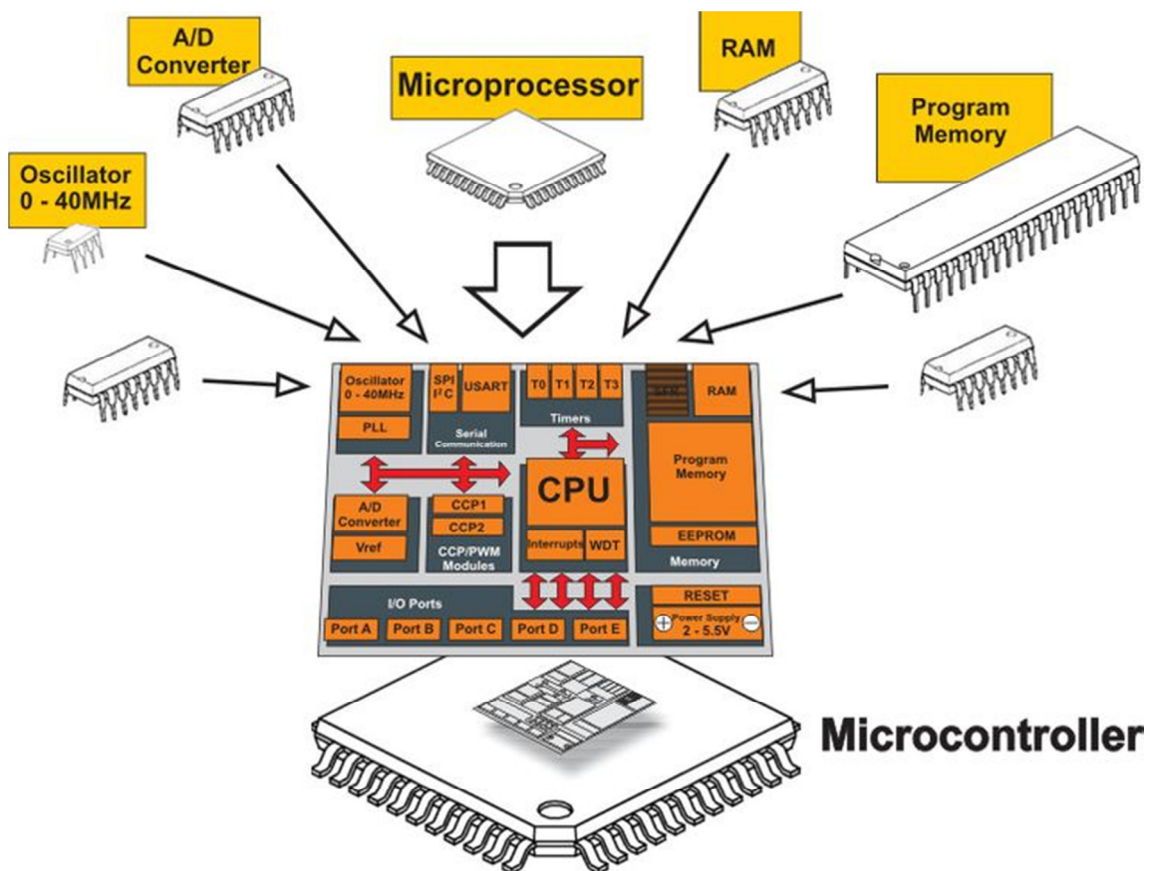 A/D
Converter
Microprocessor
RAM
Program
Memory
Oscillator
0 - 40MHz
Oscillator
0 - 40MHz
PLL
SPI
I²C
USART
Serial
Communication
T0 T1 T2 T3
Timers
SFR
RAM
Program
Memory
EEPROM
Memory
A/D
Converter
Vref
CCP1
CCP2
CCP/PWM
Modules
CPU
Interrupts
WDT
I/O Ports
Port A Port B Port C Port D Port E
RESET
Power Supply
+ 2 - 5.5V −
Microcontroller